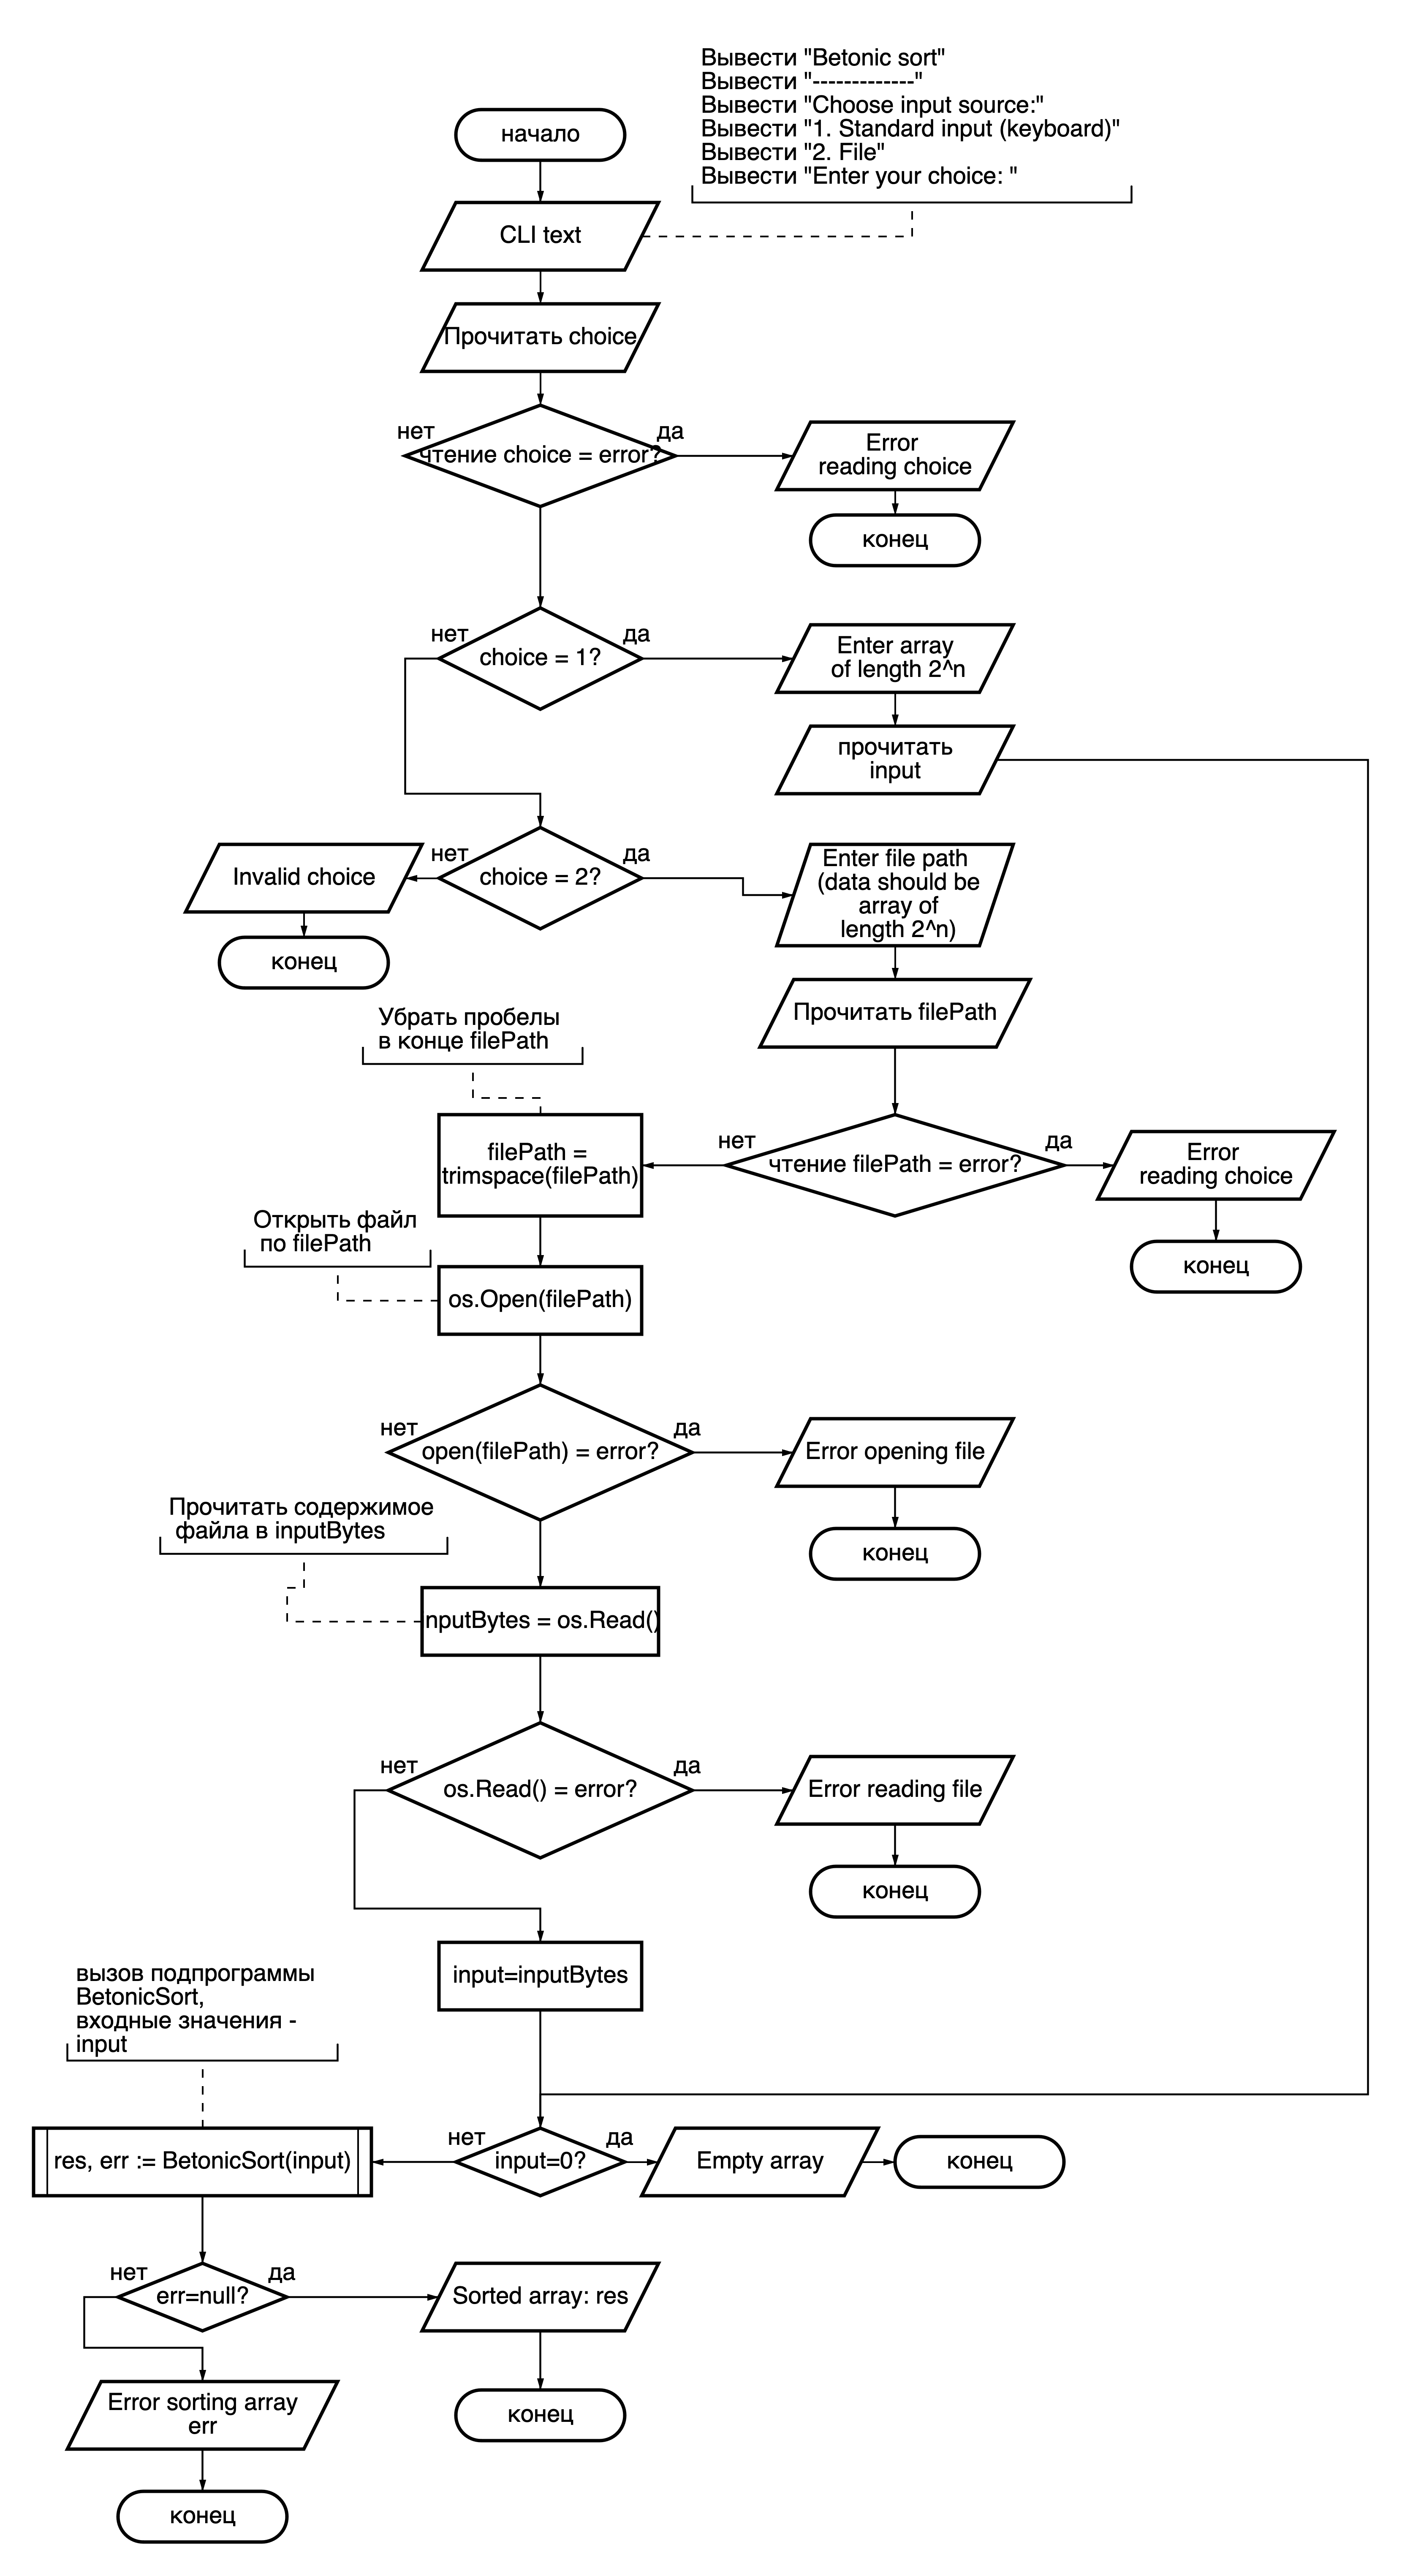 Вывести "Betonic sort"
Вывести "-------------"
Вывести "Choose input source:"
Вывести "1. Standard input (keyboard)"
Вывести "2. File"
Вывести "Enter your choice: "
начало
CLI text
Прочитать choice
нет
да
чтение choice = error?
Error
reading choice
конец
нет
да
choice = 1?
Enter array
of length 2^n
прочитать
input
нет
да
choice = 2?
Invalid choice
конец
Enter file path
(data should be
array of
length 2^n)
Прочитать filePath
Убрать пробелы
в конце filePath
нет
да
чтение filePath = error?
filePath =
trimspace(filePath)
Error
reading choice
конец
Открыть файл
по filePath
os.Open(filePath)
нет
да
open(filePath) = error?
Error opening file
конец
Прочитать содержимое
файла в inputBytes
nputBytes = os.Read()
нет
да
os.Read() = error?
Error reading file
конец
input=inputBytes
вызов подпрограммы
BetonicSort,
входные значения -
input
res, err := BetonicSort(input)
нет
да
input=0?
Empty array
конец
нет
да
err=null?
Sorted array: res
конец
Error sorting array
err
конец